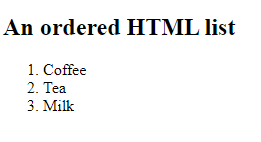 An ordered HTML list
1. Coffee
2. Tea
3. Milk